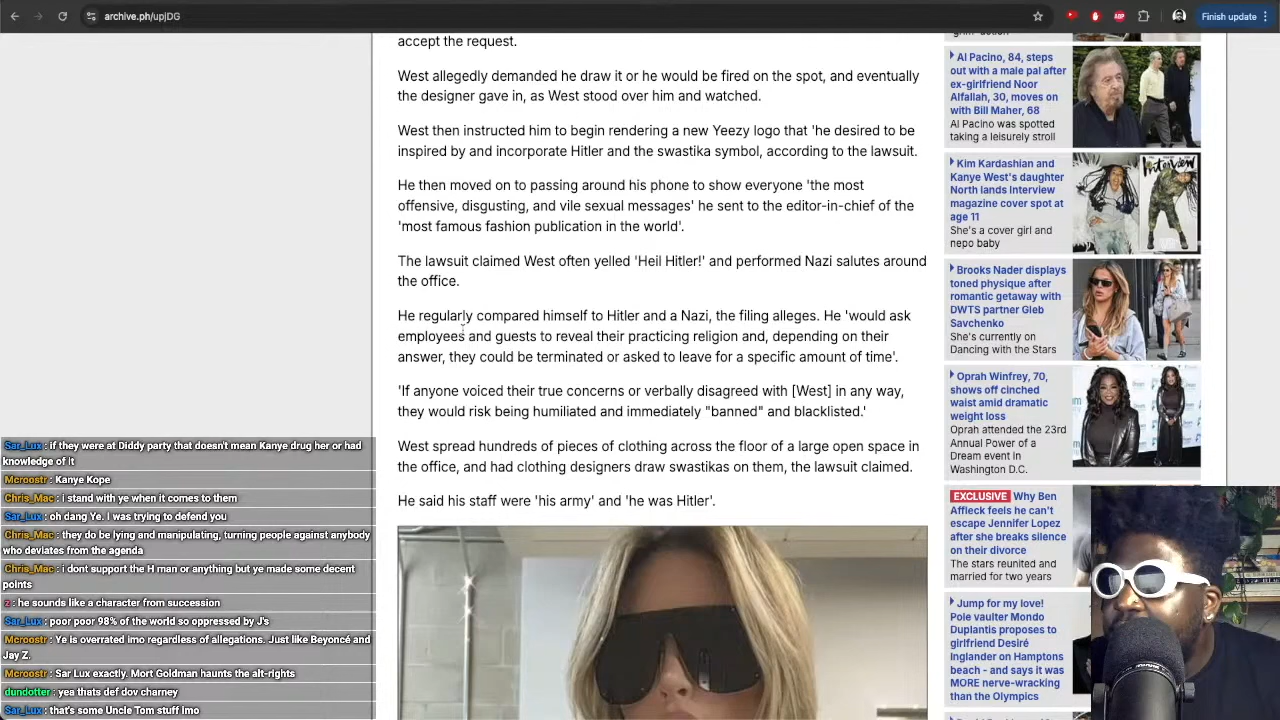 archive.ph/upjDG
Finish update
accept the request.
West allegedly demanded he draw it or he would be fired on the spot, and eventually
the designer gave in, as West stood over him and watched.
West then instructed him to begin rendering a new Yeezy logo that 'he desired to be
inspired by and incorporate Hitler and the swastika symbol, according to the lawsuit.
He then moved on to passing around his phone to show everyone 'the most
offensive, disgusting, and vile sexual messages' he sent to the editor-in-chief of the
'most famous fashion publication in the world'.
The lawsuit claimed West often yelled 'Heil Hitler!' and performed Nazi salutes around
the office.
He regularly compared himself to Hitler and a Nazi, the filing alleges. He 'would ask
employees and guests to reveal their practicing religion and, depending on their
answer, they could be terminated or asked to leave for a specific amount of time'.
'If anyone voiced their true concerns or verbally disagreed with [West] in any way,
they would risk being humiliated and immediately "banned" and blacklisted.'
West spread hundreds of pieces of clothing across the floor of a large open space in
the office, and had clothing designers draw swastikas on them, the lawsuit claimed.
He said his staff were 'his army' and 'he was Hitler'.
Al Pacino, 84, steps
out with a male pal after
ex-girlfriend Noor
Alfallah, 30, moves on
with Bill Maher, 68
Al Pacino was spotted
taking a leisurely stroll
Kim Kardashian and
Kanye West's daughter
North lands Interview
magazine cover spot at
age 11
She's a cover girl and
nepo baby
Interview
Brooks Nader displays
toned physique after
romantic getaway with
DWTS partner Gleb
Savchenko
She's currently on
Dancing with the Stars
Oprah Winfrey, 70,
shows off cinched
waist amid dramatic
weight loss
Oprah attended the 23rd
Annual Power of a
Dream event in
Washington D.C.
EXCLUSIVE Why Ben
Affleck feels he can't
escape Jennifer Lopez
after she breaks silence
on their divorce
The stars reunited and
married for two years
Jump for my love!
Pole vaulter Mondo
Duplantis proposes to
girlfriend Desiré
Inglander on Hamptons
beach - and says it was
MORE nerve-wracking
than the Olympics
Sar_Lux : if they were at Diddy party that doesn't mean Kanye drug her or had
knowledge of it
Mcroostr : Kanye Kope
Chris_Mac : i stand with ye when it comes to them
Sar_Lux : oh dang Ye. I was trying to defend you
Chris_Mac : they do be lying and manipulating, turning people against anybody
who deviates from the agenda
Chris_Mac : i dont support the H man or anything but ye made some decent
points
z : he sounds like a character from succession
Sar_Lux : poor poor 98% of the world so oppressed by J's
Mcroostr : Ye is overrated imo regardless of allegations. Just like Beyoncé and
Jay Z.
Mcroostr : Sar Lux exactly. Mort Goldman haunts the alt-rights
dundotter : yea thats def dov charney
Sar_Lux : that's some Uncle Tom stuff imo